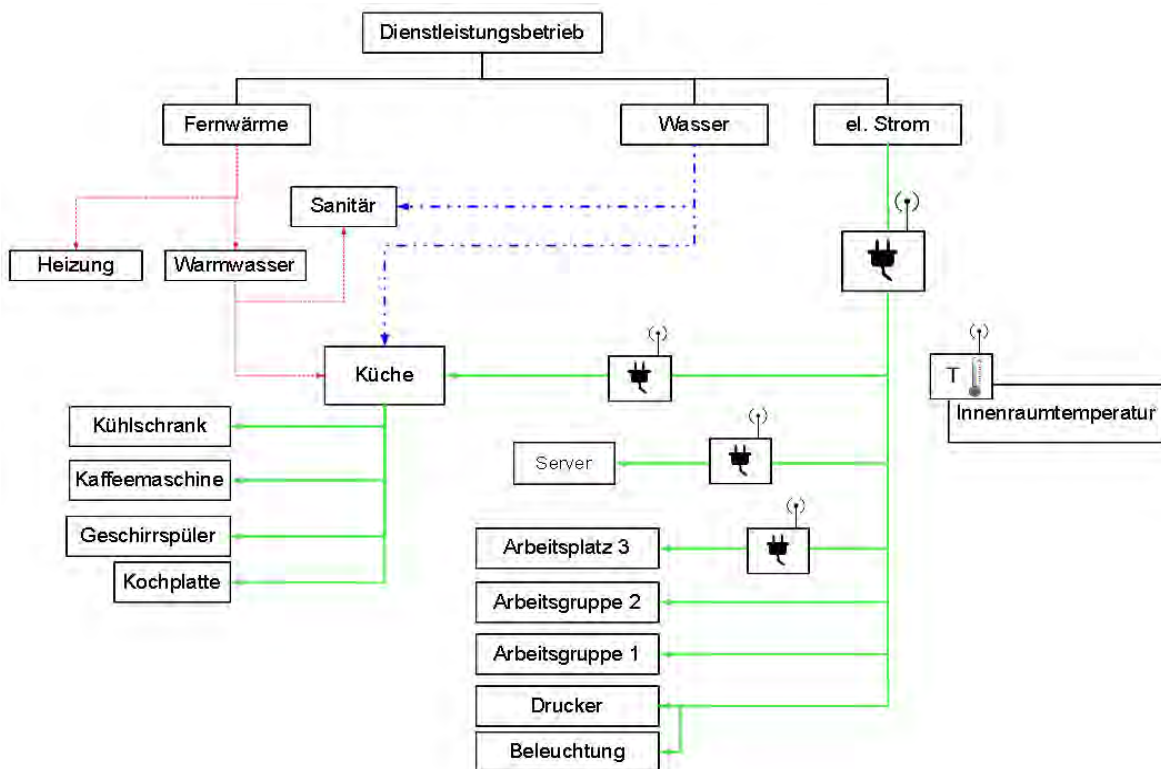 Dienstleistungsbetrieb
Fernwärme
Wasser
el. Strom
Sanitär
Heizung
Warmwasser
Küche
T
Innenraumtemperatur
Kühlschrank
Server
Kaffeemaschine
Geschirrspüler
Arbeitsplatz 3
Kochplatte
Arbeitsgruppe 2
Arbeitsgruppe 1
Drucker
Beleuchtung